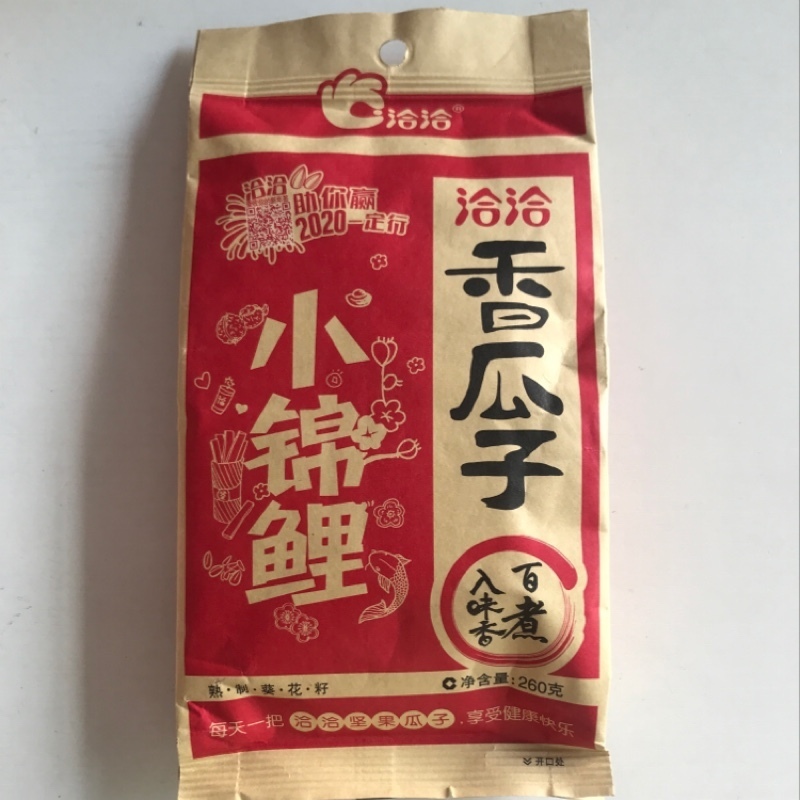 洽洽®
洽洽
助你赢
2020一定行
洽洽
香瓜子
小锦鲤
百煮
入味香
熟·制·葵·花·籽
净含量:260克
每天一把 洽洽坚果瓜子,享受健康快乐
开口处